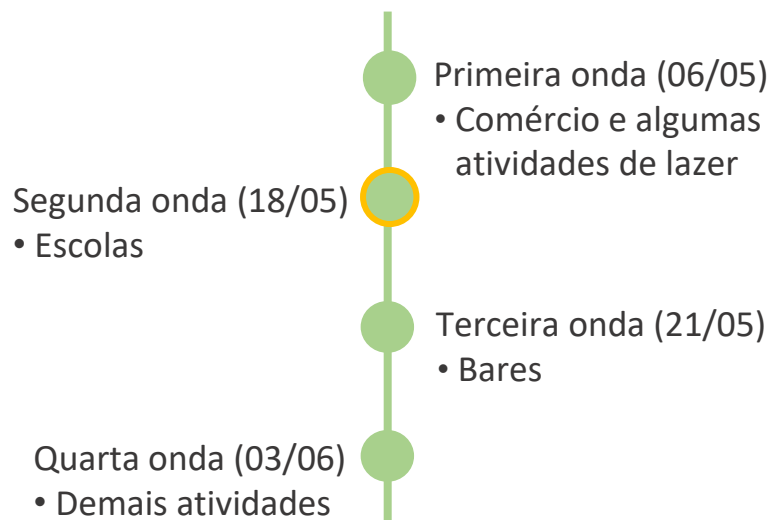 Primeira onda (06/05)
• Comércio e algumas
atividades de lazer
Segunda onda (18/05)
• Escolas
Terceira onda (21/05)
• Bares
Quarta onda (03/06)
• Demais atividades